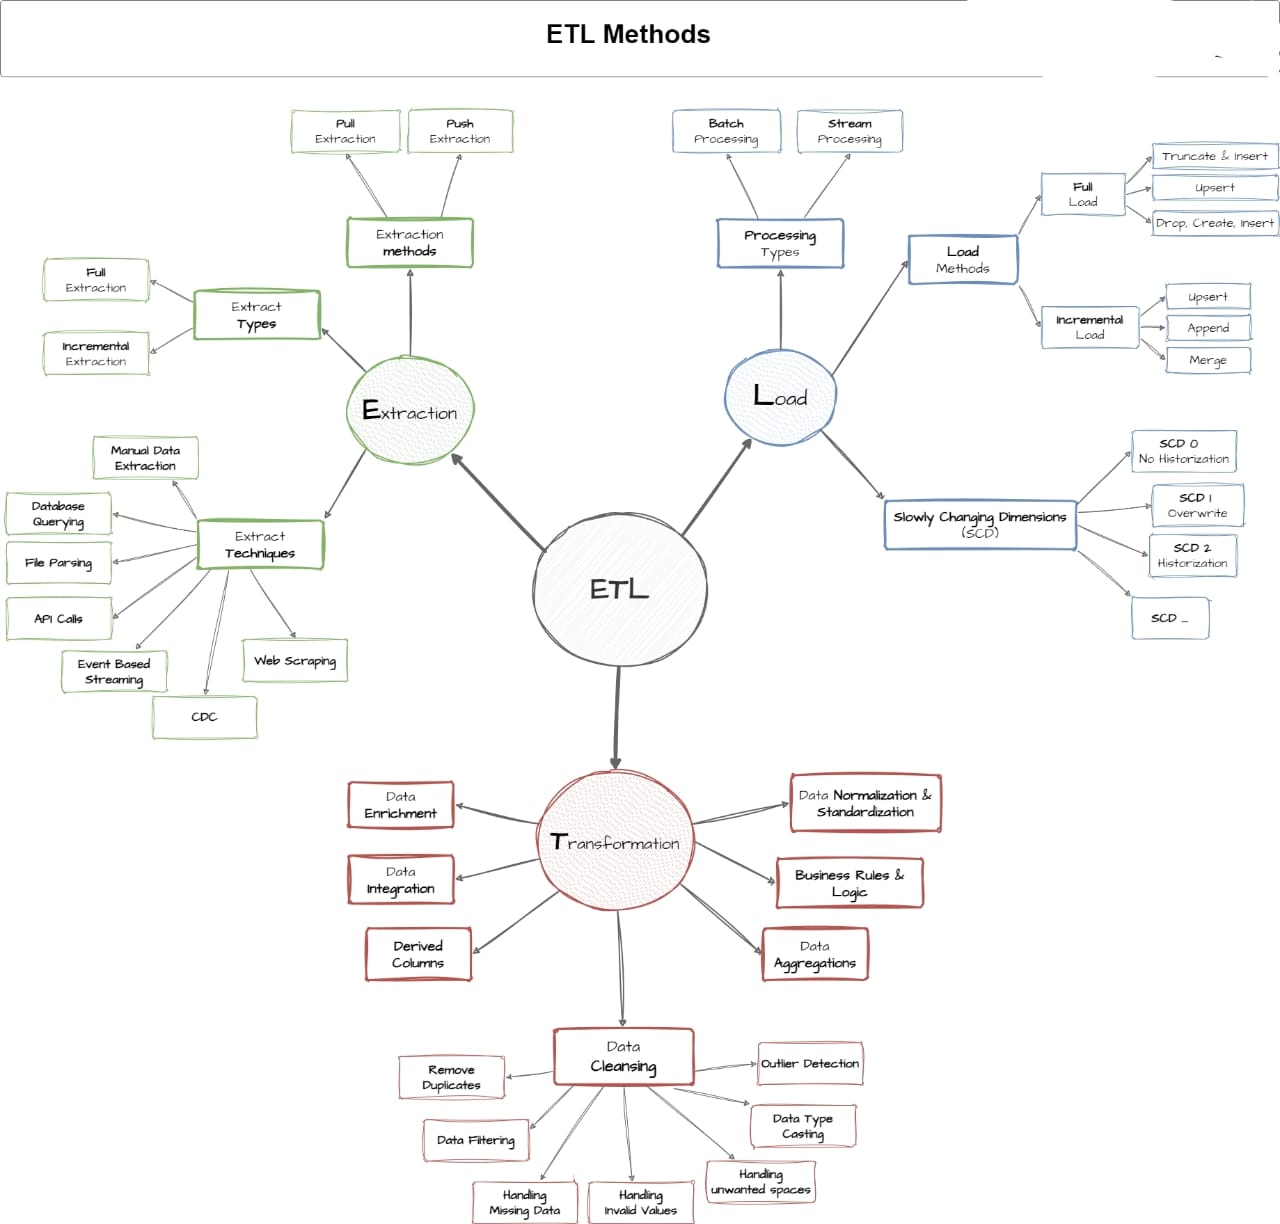 ETL Methods
Pull
Extraction
Push
Extraction
Extraction
methods
Full
Extraction
Incremental
Extraction
Extract
Types
Extraction
Manual Data
Extraction
Database
Querying
File Parsing
API Calls
Event Based
Streaming
CDC
Web Scraping
Extract
Techniques
Batch
Processing
Stream
Processing
Processing
Types
Load
Load
Methods
Full
Load
Truncate & Insert
Upsert
Drop, Create, Insert
Incremental
Load
Upsert
Append
Merge
Slowly Changing Dimensions
(SCD)
SCD 0
No Historization
SCD 1
Overwrite
SCD 2
Historization
SCD _
ETL
Transformation
Data
Enrichment
Data
Integration
Derived
Columns
Data Normalization &
Standardization
Business Rules &
Logic
Data
Aggregations
Data
Cleansing
Remove
Duplicates
Data Filtering
Handling
Missing Data
Handling
Invalid Values
Handling
unwanted spaces
Data Type
Casting
Outlier Detection